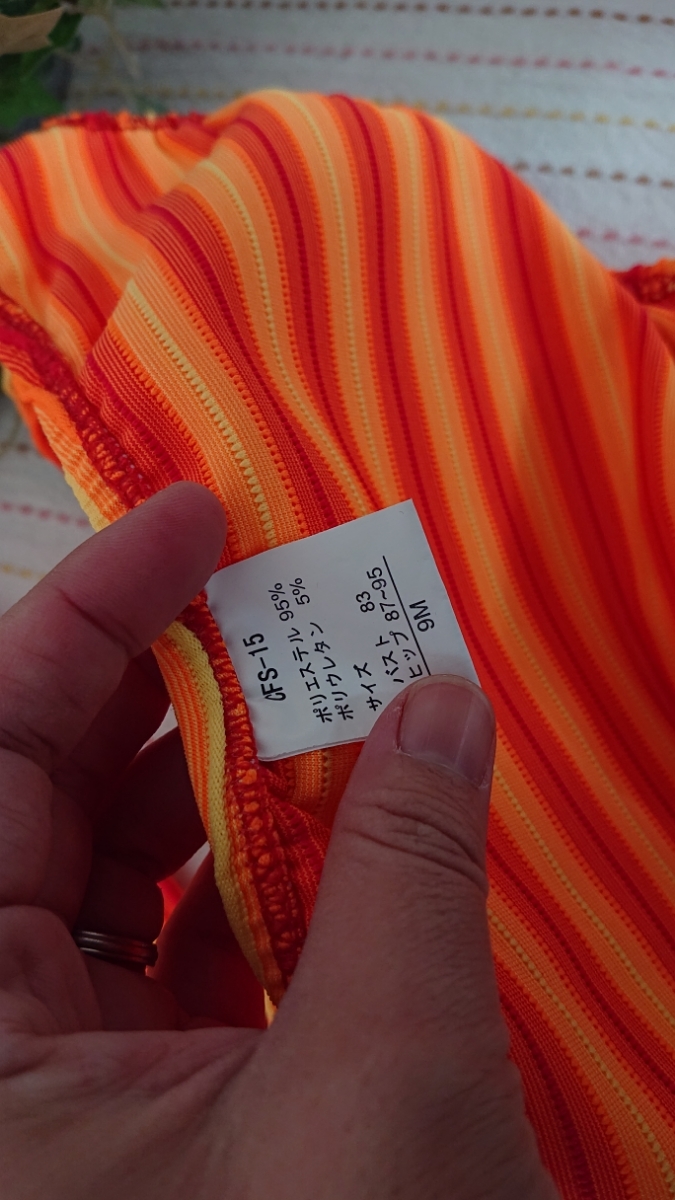 GFS-15
ポリエステル 95%
ポリウレタン 5%
サイズ
バスト 83
ヒップ 87~95
9M